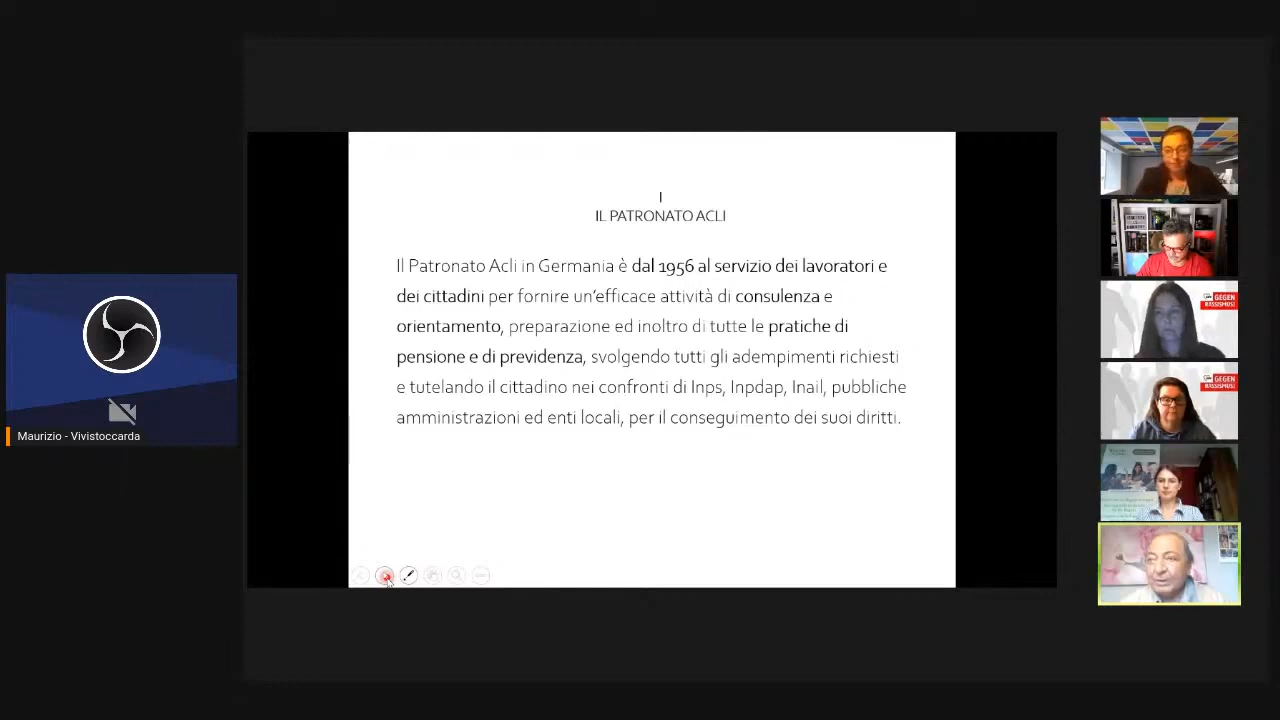 I
IL PATRONATO ACLI
Il Patronato Acli in Germania è dal 1956 al servizio dei lavoratori e
dei cittadini per fornire un'efficace attività di consulenza e
orientamento, preparazione ed inoltro di tutte le pratiche di
pensione e di previdenza, svolgendo tutti gli adempimenti richiesti
e tutelando il cittadino nei confronti di Inps, Inpdap, Inail, pubbliche
amministrazioni ed enti locali, per il conseguimento dei suoi diritti.
Maurizio - Vivistoccarda
GEGEN
RASSISMUS!
GEGEN
RASSISMUS!